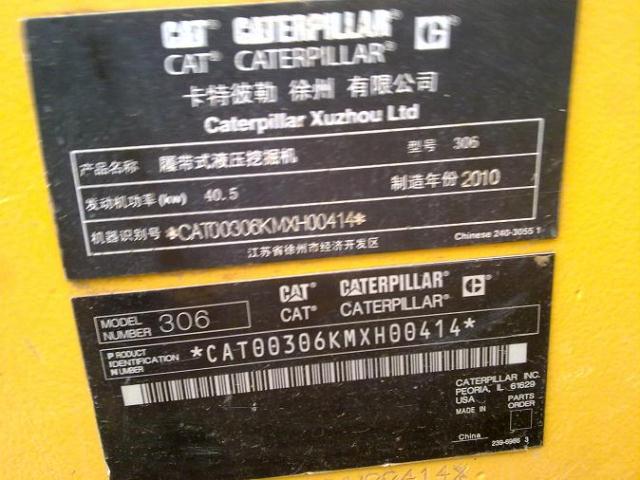 CAT® CATERPILLAR® C
CAT® CATERPILLAR®
卡特彼勒 徐州 有限公司
Caterpillar Xuzhou Ltd
产品名称 履带式液压挖掘机 型号 306
发动机功率(kw) 40.5 制造年份 2010
机器识别号 *CAT00306KMXH00414*
江苏省徐州市经济开发区 Chinese 240-3055 1
CAT® CATERPILLAR® C
CAT® CATERPILLAR®
MODEL NUMBER 306
PRODUCT IDENTIFICATION NUMBER *CAT00306KMXH00414*
CATERPILLAR INC.
PEORIA, IL 61629
USA
MADE IN
China
PARTS ORDER
239-6986 3